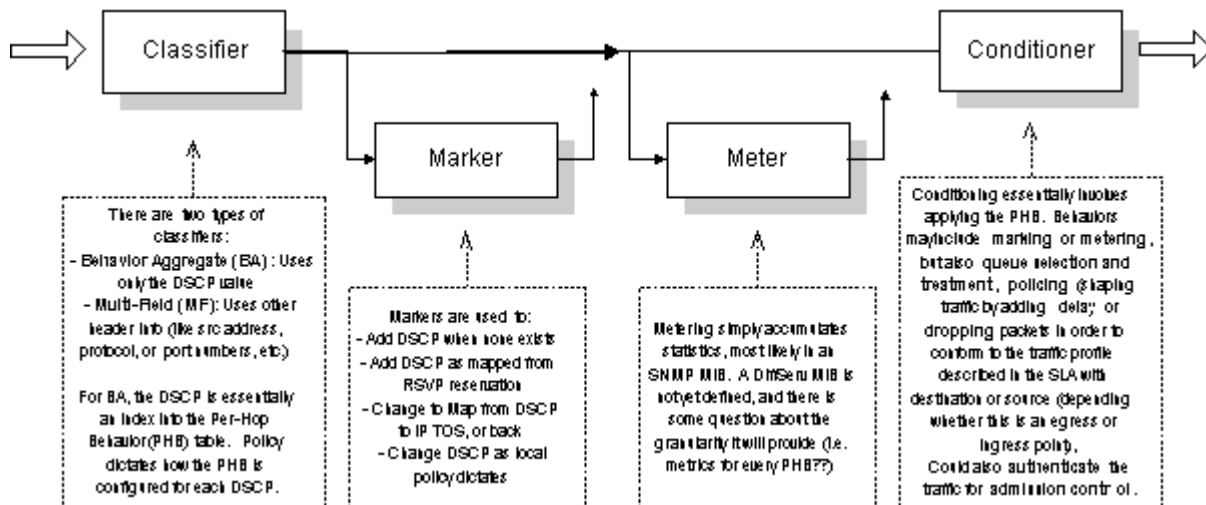 Classifier
Conditioner
Marker
Meter
There are two types of
classifiers:
- Behavior Aggregate (BA): Uses
only the DSCP value
- Multi-Field (MF): Uses other
header info (like src address,
protocol, or port numbers, etc.)
For BA, the DSCP is essentially
an index into the Per-Hop
Behavior (PHB) table. Policy
dictates how the PHB is
configured for each DSCP.
Markers are used to:
- Add DSCP when none exists
- Add DSCP as mapped from
RSVP reservation
- Change to Map from DSCP
to IP TOS, or back
- Change DSCP as local
policy dictates
Metering simply accumulates
statistics, most likely in an
SNMP MIB. A DiffServ MIB is
not yet defined, and there is
some question about the
granularity it will provide (i.e.
metrics for every PHB??)
Conditioning essentially involves
applying the PHB. Behaviors
may include marking or metering,
but also queue selection and
treatment, policing (shaping
traffic by adding delay, or
dropping packets in order to
conform to the traffic profile
described in the SLA with
destination or source (depending
whether this is an egress or
ingress point).
Could also authenticate the
traffic for admission control.